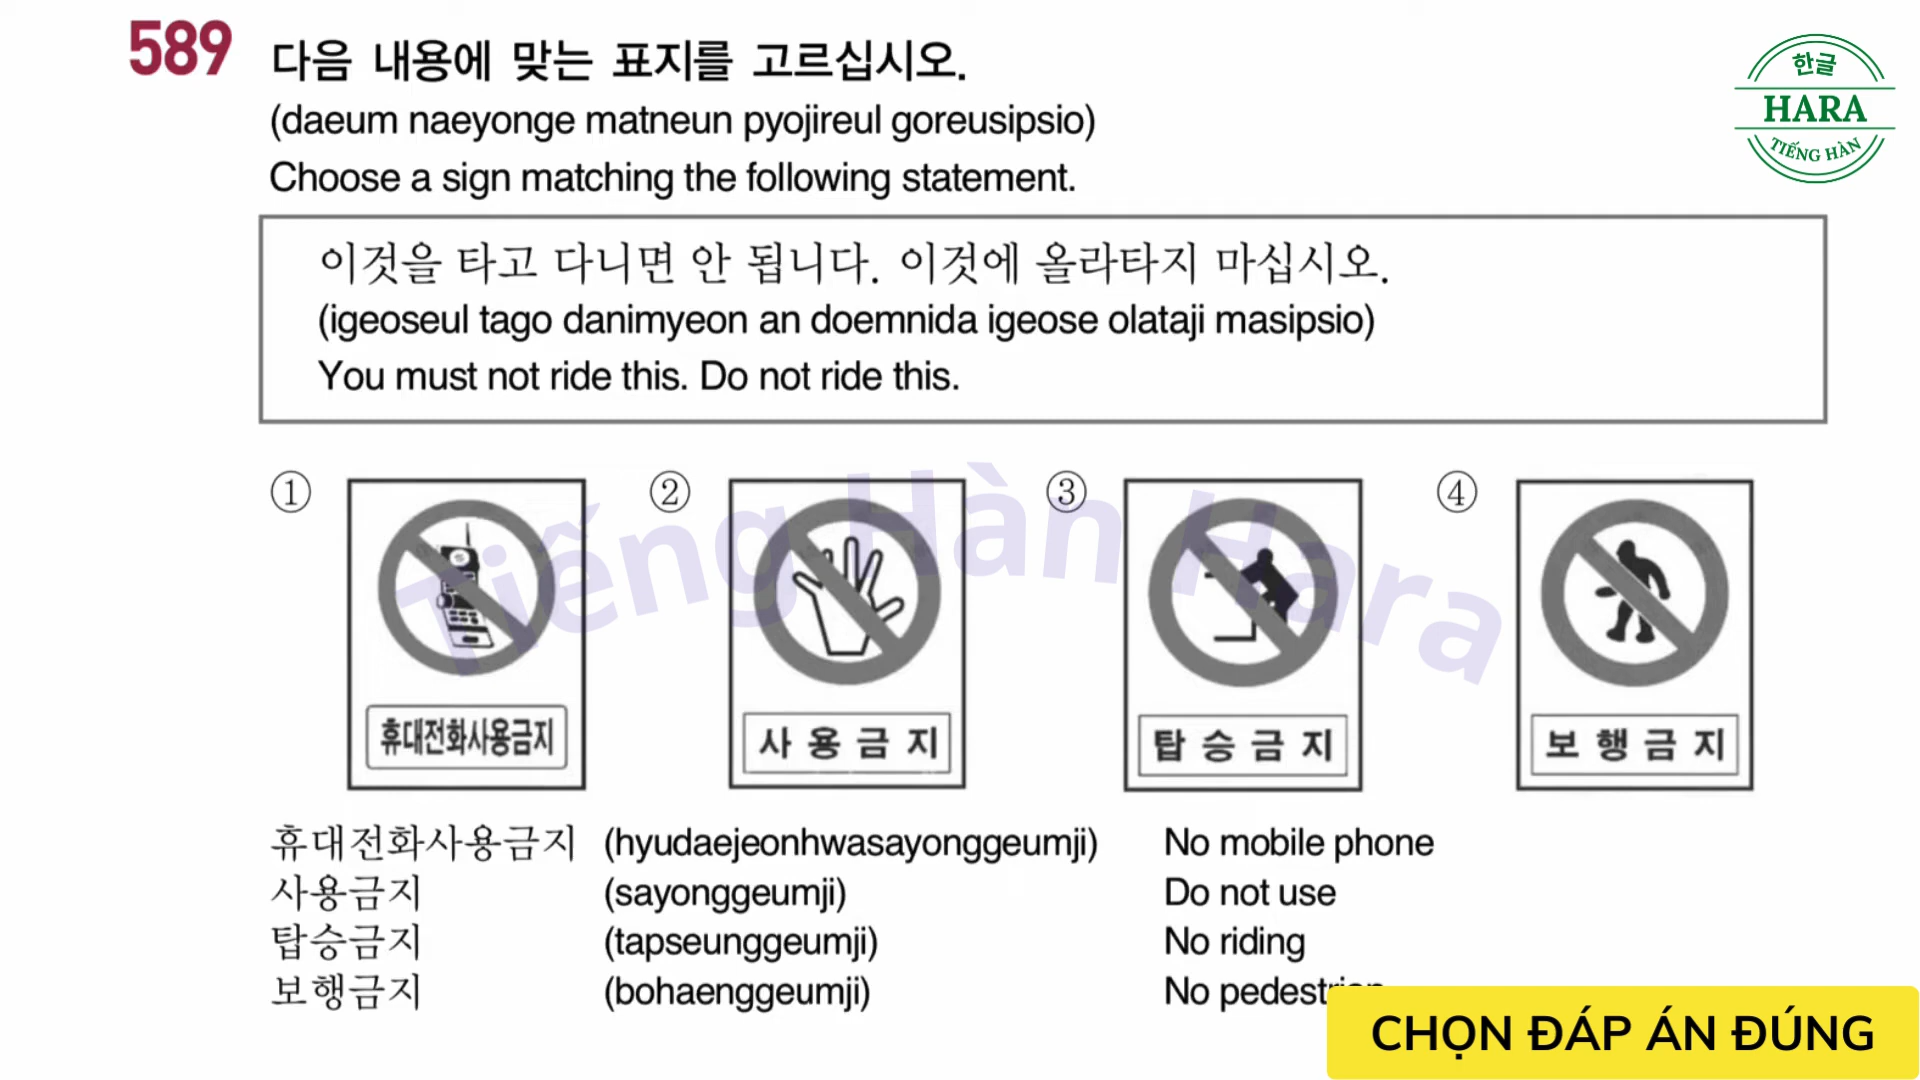 589 다음 내용에 맞는 표지를 고르십시오.
(daeum naeyonge matneun pyojireul goreusipsio)
Choose a sign matching the following statement.
한글
HARA
TIẾNG HÀN
이것을 타고 다니면 안 됩니다. 이것에 올라타지 마십시오.
(igeoseul tago danimyeon an doemnida igeose olataji masipsio)
You must not ride this. Do not ride this.
① ② ③ ④
Tiếng Hàn Hara
휴대전화사용금지 사용금지 탑승금지 보행금지
휴대전화사용금지 (hyudaejeonhwasayonggeumji) No mobile phone
사용금지 (sayonggeumji) Do not use
탑승금지 (tapseunggeumji) No riding
보행금지 (bohaenggeumji) No pedestrian
CHỌN ĐÁP ÁN ĐÚNG